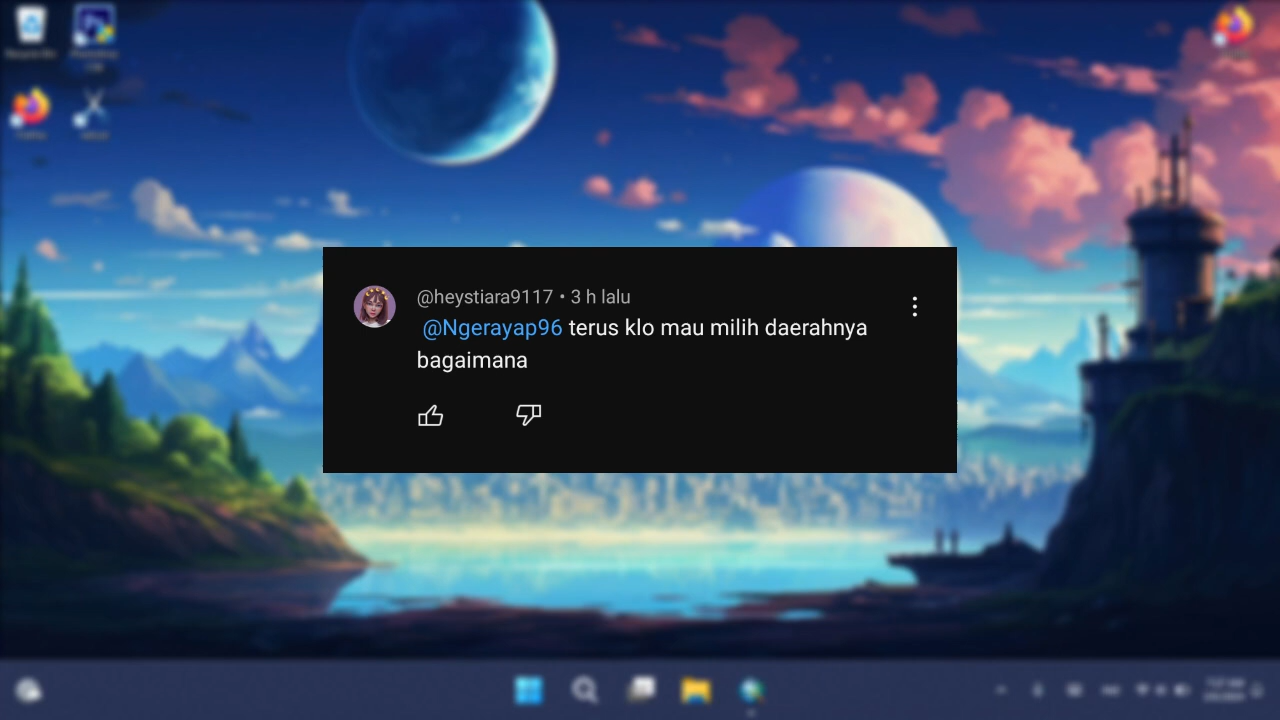 @heystiara9117 • 3 h lalu
@Ngerayap96 terus klo mau milih daerahnya
bagaimana